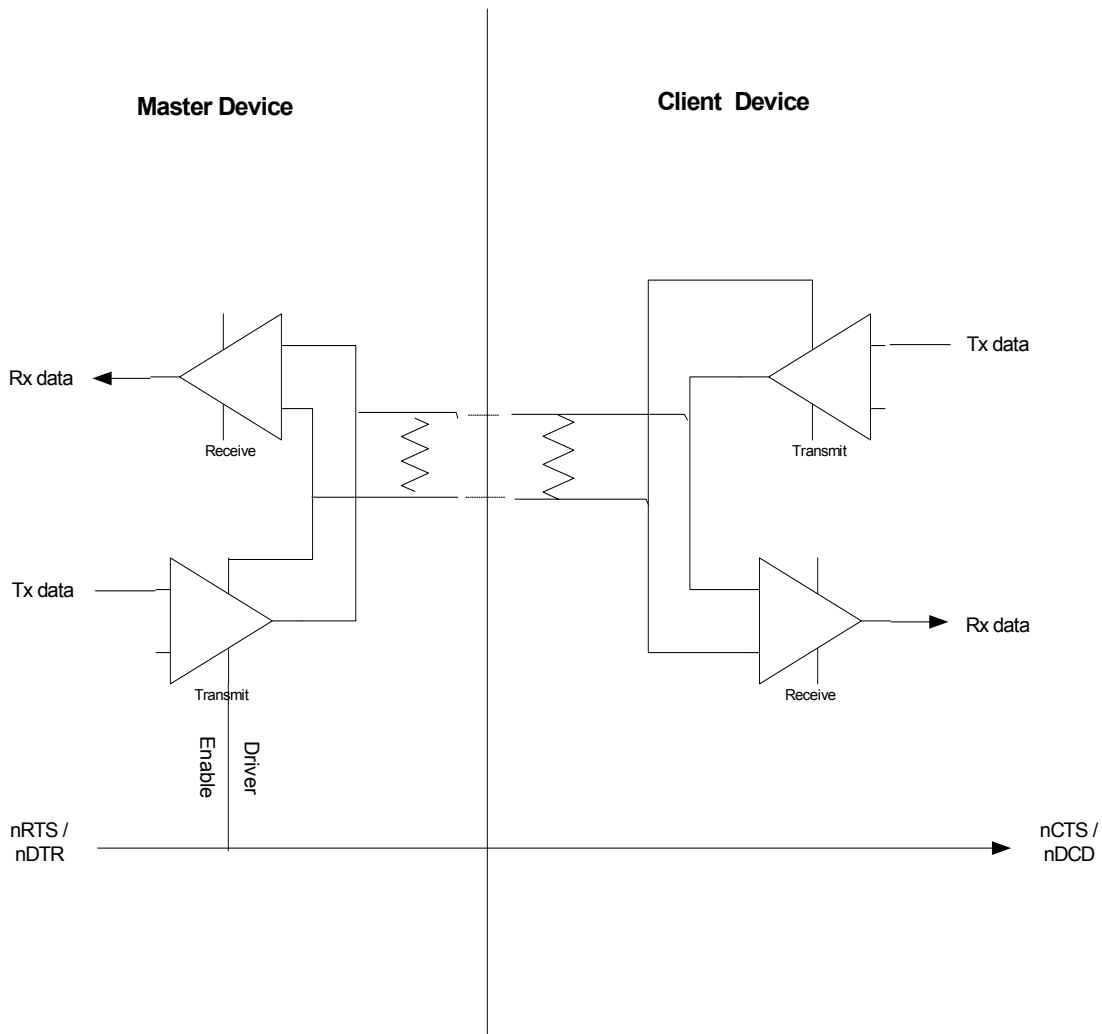 Master Device
Client Device
Rx data
Receive
Tx data
Transmit
Tx data
Transmit
Rx data
Receive
Driver
Enable
nRTS /
nDTR
nCTS /
nDCD